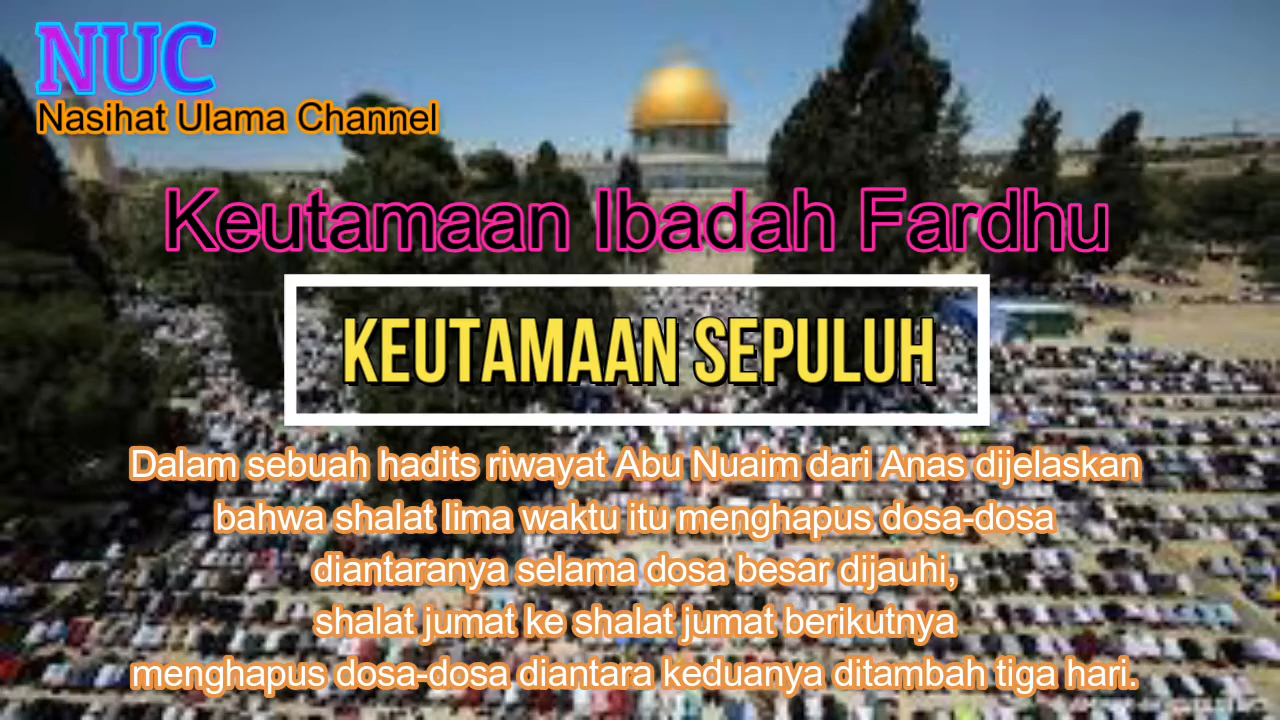 NUC
Nasihat Ulama Channel
Keutamaan Ibadah Fardhu
KEUTAMAAN SEPULUH
Dalam sebuah hadits riwayat Abu Nuaim dari Anas dijelaskan
bahwa shalat lima waktu itu menghapus dosa-dosa
diantaranya selama dosa besar dijauhi,
shalat jumat ke shalat jumat berikutnya
menghapus dosa-dosa diantara keduanya ditambah tiga hari.